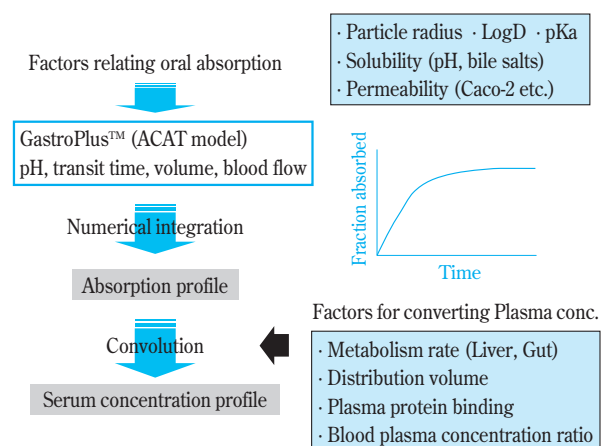 · Particle radius · LogD · pKa
· Solubility (pH, bile salts)
· Permeability (Caco-2 etc.)
Factors relating oral absorption
GastroPlus™ (ACAT model)
pH, transit time, volume, blood flow
Fraction absorbed
Time
Numerical integration
Absorption profile
Factors for converting Plasma conc.
Convolution
· Metabolism rate (Liver, Gut)
· Distribution volume
· Plasma protein binding
· Blood plasma concentration ratio
Serum concentration profile